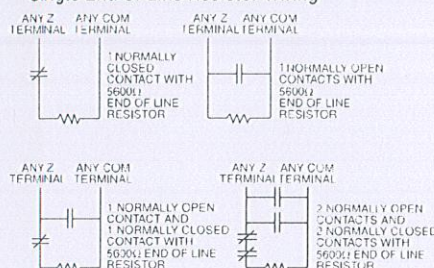 ANY Z ANY COM
TERMINAL TERMINAL
1 NORMALLY
CLOSED
CONTACT WITH
5600Ω
END OF LINE
RESISTOR
ANY Z ANY COM
TERMINAL TERMINAL
1 NORMALLY OPEN
CONTACTS WITH
5600Ω
END OF LINE
RESISTOR
ANY Z ANY COM
TERMINAL TERMINAL
1 NORMALLY OPEN
CONTACT AND
1 NORMALLY CLOSED
CONTACT WITH
5600Ω END OF LINE
RESISTOR
ANY Z ANY COM
TERMINAL TERMINAL
2 NORMALLY OPEN
CONTACTS AND
2 NORMALLY CLOSED
CONTACTS WITH
5600Ω END OF LINE
RESISTOR